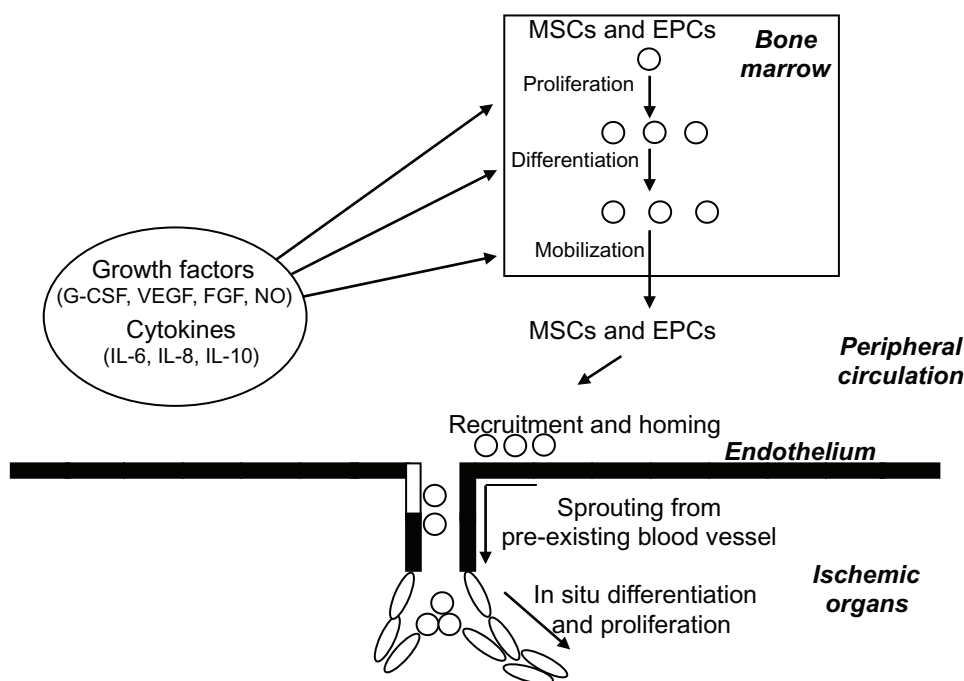 MSCs and EPCs
Bone
marrow
Proliferation
Differentiation
Mobilization
Growth factors
(G-CSF, VEGF, FGF, NO)
Cytokines
(IL-6, IL-8, IL-10)
MSCs and EPCs
Peripheral
circulation
Recruitment and homing
Endothelium
Sprouting from
pre-existing blood vessel
In situ differentiation
and proliferation
Ischemic
organs